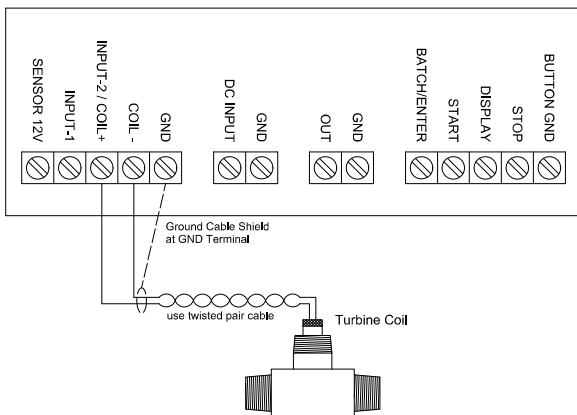 SENSOR 12V
INPUT-1
INPUT-2 / COIL+
COIL -
GND
DC INPUT
GND
OUT
GND
BATCH/ENTER
START
DISPLAY
STOP
BUTTON GND
Ground Cable Shield
at GND Terminal
use twisted pair cable
Turbine Coil